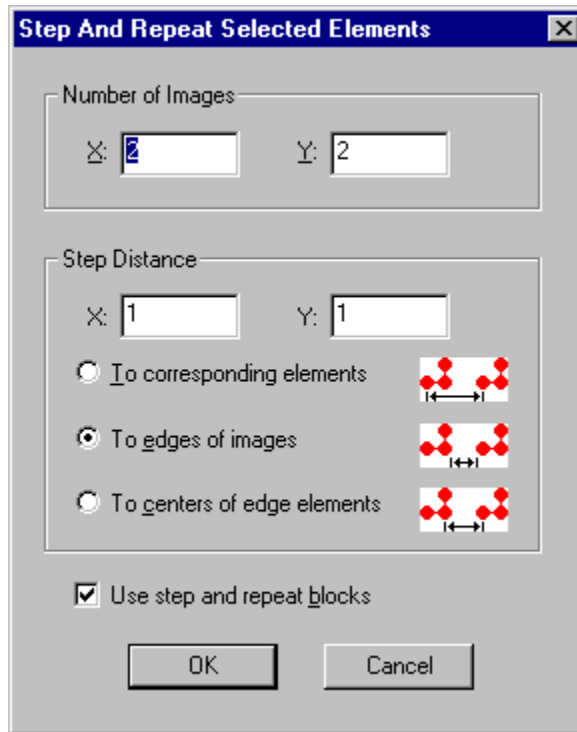 Step And Repeat Selected Elements
Number of Images
X: 2 Y: 2
Step Distance
X: 1 Y: 1
To corresponding elements
To edges of images
To centers of edge elements
Use step and repeat blocks
OK Cancel